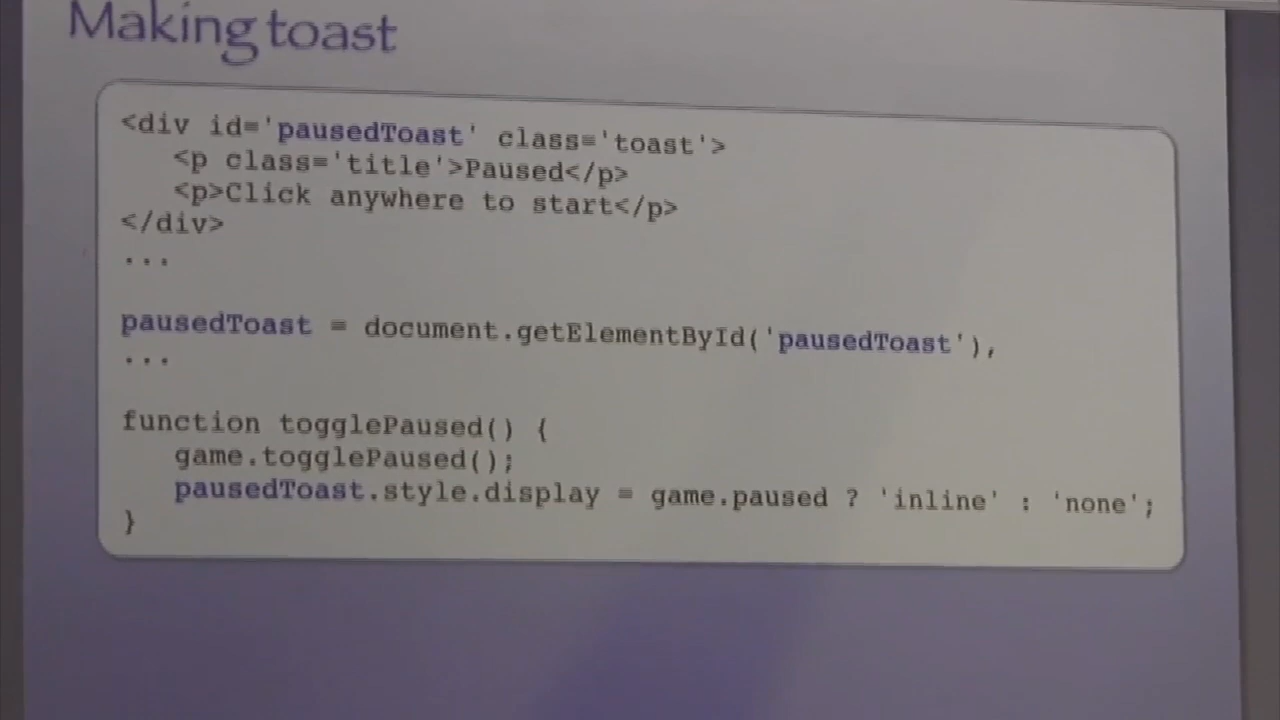 Making toast
<div id='pausedToast' class='toast'>
   <p class='title'>Paused</p>
   <p>Click anywhere to start</p>
</div>
...
pausedToast = document.getElementById('pausedToast'),
...
function togglePaused() {
   game.togglePaused();
   pausedToast.style.display = game.paused ? 'inline' : 'none';
}